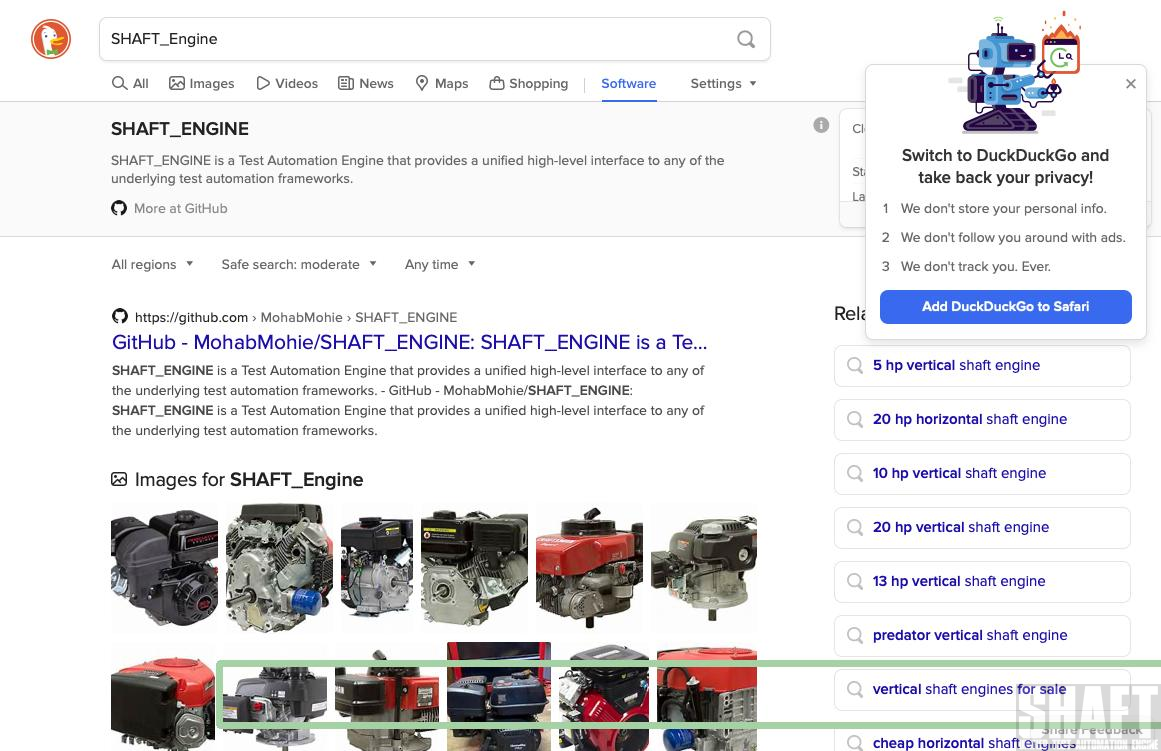 SHAFT_Engine
All Images Videos News Maps Shopping Software Settings
SHAFT_ENGINE
SHAFT_ENGINE is a Test Automation Engine that provides a unified high-level interface to any of the
underlying test automation frameworks.
More at GitHub
Switch to DuckDuckGo and
take back your privacy!
1 We don't store your personal info.
2 We don't follow you around with ads.
3 We don't track you. Ever.
Add DuckDuckGo to Safari
All regions Safe search: moderate Any time
https://github.com › MohabMohie › SHAFT_ENGINE
GitHub - MohabMohie/SHAFT_ENGINE: SHAFT_ENGINE is a Te...
SHAFT_ENGINE is a Test Automation Engine that provides a unified high-level interface to any of
the underlying test automation frameworks. - GitHub - MohabMohie/SHAFT_ENGINE:
SHAFT_ENGINE is a Test Automation Engine that provides a unified high-level interface to any of
the underlying test automation frameworks.
Images for SHAFT_Engine
5 hp vertical shaft engine
20 hp horizontal shaft engine
10 hp vertical shaft engine
20 hp vertical shaft engine
13 hp vertical shaft engine
predator vertical shaft engine
vertical shaft engines for sale
cheap horizontal shaft engines
Share Feedback
SHAFT